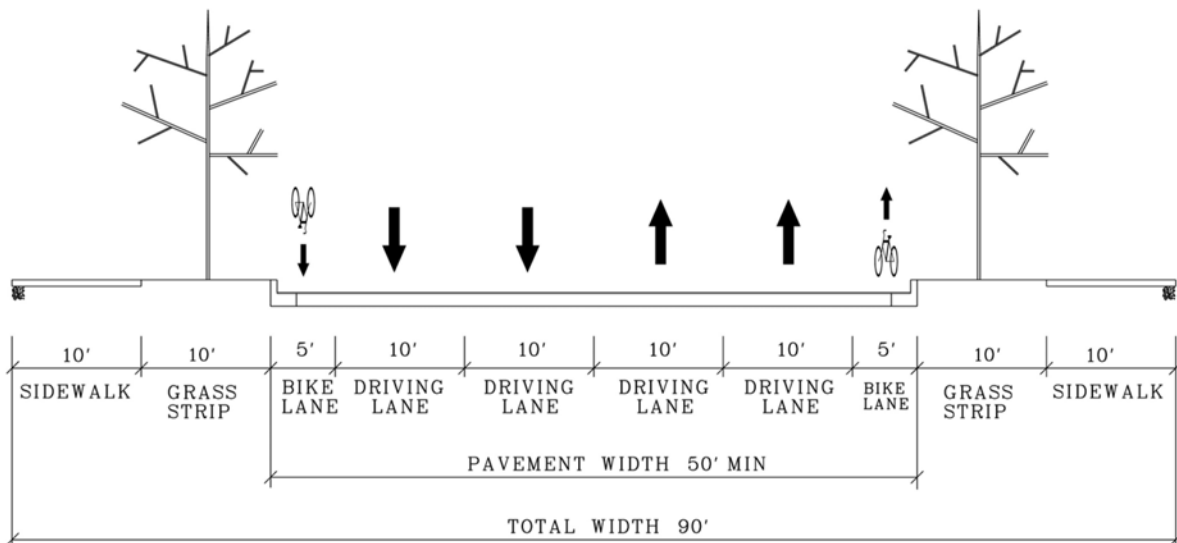 10' 10' 5' 10' 10' 10' 10' 5' 10' 10'
SIDEWALK GRASS BIKE DRIVING DRIVING DRIVING DRIVING BIKE GRASS SIDEWALK
STRIP LANE LANE LANE LANE LANE LANE STRIP
PAVEMENT WIDTH 50' MIN
TOTAL WIDTH 90'